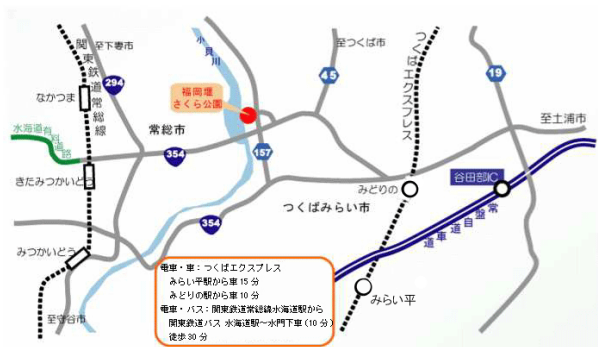 関東鉄道常総線
至下妻市
小貝川
至つくば市
つくばエクスプレス
294
45
19
なかつま
福岡堰
さくら公園
水海道有料道路
常総市
至土浦市
354
157
きたみつかいどう
みどりの
谷田部IC
354
つくばみらい市
常磐自動車道
みつかいどう
みらい平
至守谷市
電車・車：つくばエクスプレス
みらい平駅から車15分
みどりの駅から車10分
電車・バス：関東鉄道常総線水海道駅から
関東鉄道バス 水海道駅～水門下車（10分）
徒歩30分